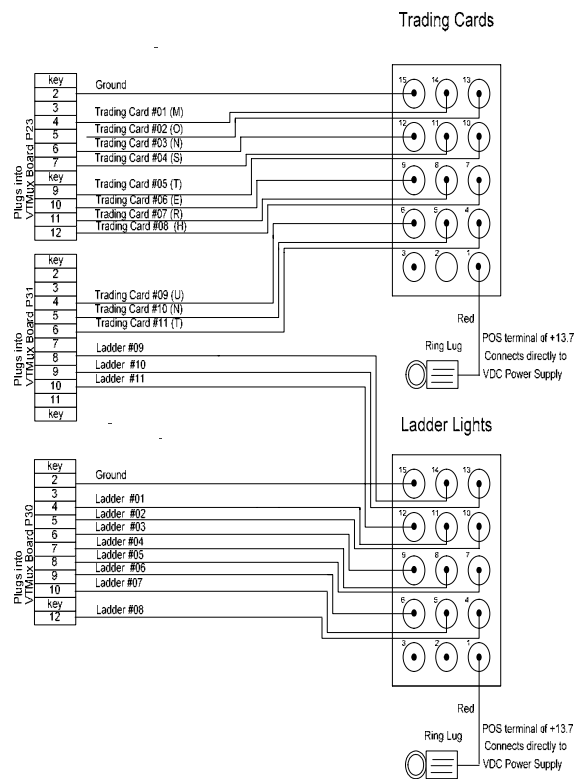 Trading Cards
key
2
3
4
5
6
7
key
9
10
11
12
Plugs into
VTMux Board P23
Ground
Trading Card #01 (M)
Trading Card #02 {O)
Trading Card #03 (N)
Trading Card #04 (S)
Trading Card #05 {T)
Trading Card #06 (E)
Trading Card #07 (R)
Trading Card #08 {H)
15 14 13
12 11 10
9 8 7
6 5 4
3 2 1
key
2
3
4
5
6
7
8
9
10
11
key
Plugs into
VTMux Board P31
Trading Card #09 (U)
Trading Card #10 (N)
Trading Card #11 {T)
Ladder #09
Ladder #10
Ladder #11
Red
Ring Lug
POS terminal of +13.7
Connects directly to
VDC Power Supply
Ladder Lights
key
2
3
4
5
6
7
8
9
10
key
12
Plugs into
VTMux Board P30
Ground
Ladder #01
Ladder #02
Ladder #03
Ladder #04
Ladder #05
Ladder #06
Ladder #07
Ladder #08
15 14 13
12 11 10
9 8 7
6 5 4
3 2 1
Red
Ring Lug
POS terminal of +13.7
Connects directly to
VDC Power Supply